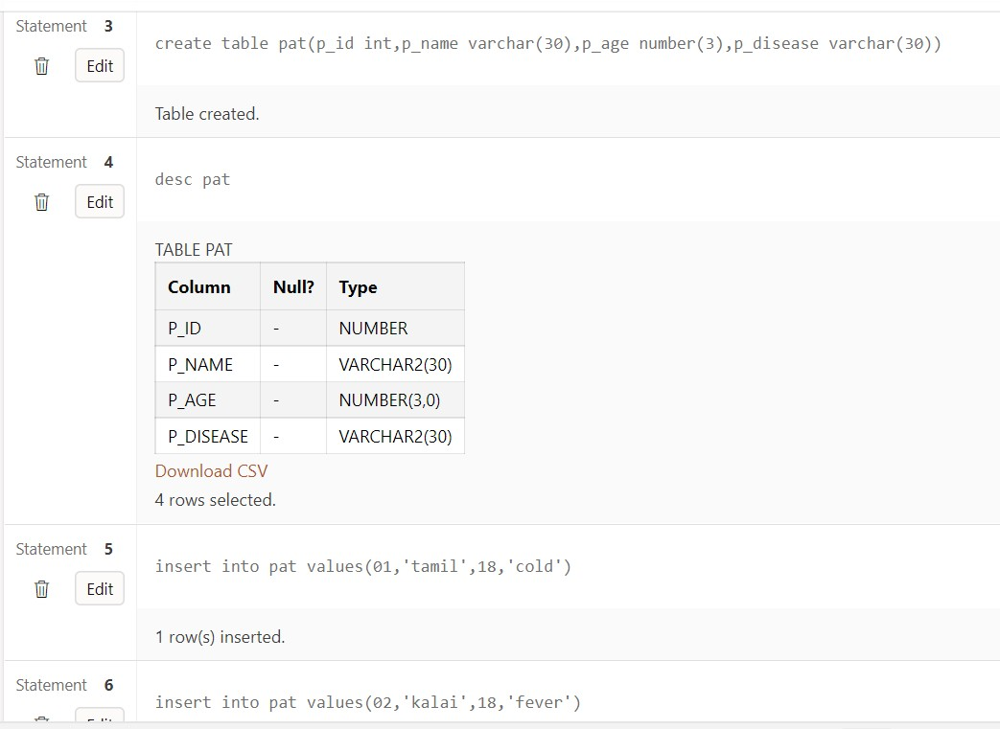 Statement 3
create table pat(p_id int,p_name varchar(30),p_age number(3),p_disease varchar(30))
Edit
Table created.
Statement 4
desc pat
Edit
TABLE PAT
Column Null? Type
P_ID - NUMBER
P_NAME - VARCHAR2(30)
P_AGE - NUMBER(3,0)
P_DISEASE - VARCHAR2(30)
Download CSV
4 rows selected.
Statement 5
insert into pat values(01,'tamil',18,'cold')
Edit
1 row(s) inserted.
Statement 6
insert into pat values(02,'kalai',18,'fever')
Edit